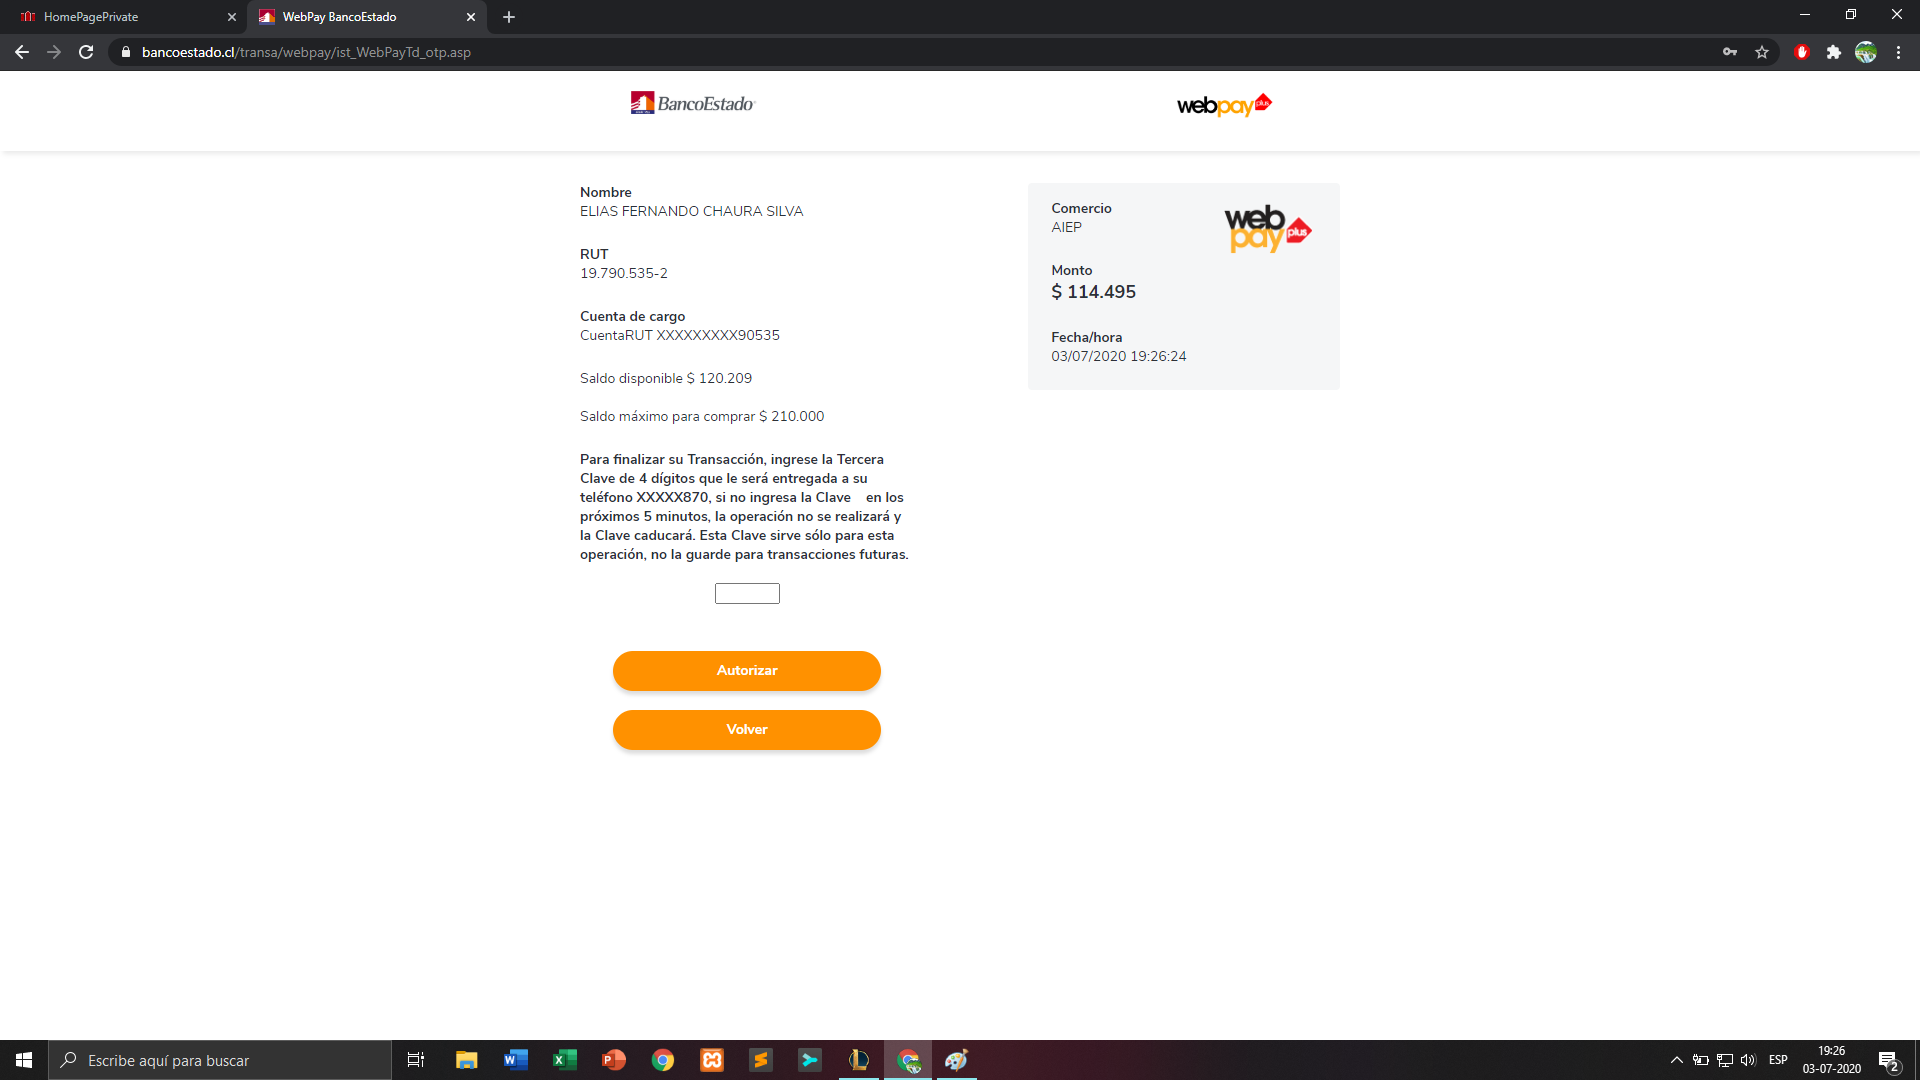 HomePagePrivate
WebPay BancoEstado
bancoestado.cl/transa/webpay/ist_WebPayTd_otp.asp
BancoEstado
webpay plus
Nombre
ELIAS FERNANDO CHAURA SILVA
RUT
19.790.535-2
Cuenta de cargo
CuentaRUT XXXXXXXXX90535
Saldo disponible $ 120.209
Saldo máximo para comprar $ 210.000
Para finalizar su Transacción, ingrese la Tercera
Clave de 4 dígitos que le será entregada a su
teléfono XXXXX870, si no ingresa la Clave en los
próximos 5 minutos, la operación no se realizará y
la Clave caducará. Esta Clave sirve sólo para esta
operación, no la guarde para transacciones futuras.
Autorizar
Volver
Comercio
AIEP
web
pay plus
Monto
$ 114.495
Fecha/hora
03/07/2020 19:26:24
Escribe aquí para buscar
ESP
19:26
03-07-2020
2